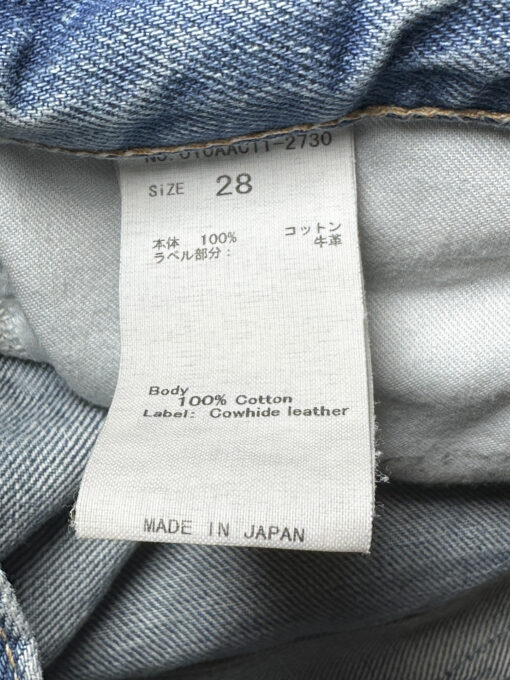 SIZE 28
本体 100% コットン
ラベル部分： 牛革
Body
100% Cotton
Label: Cowhide leather
MADE IN JAPAN